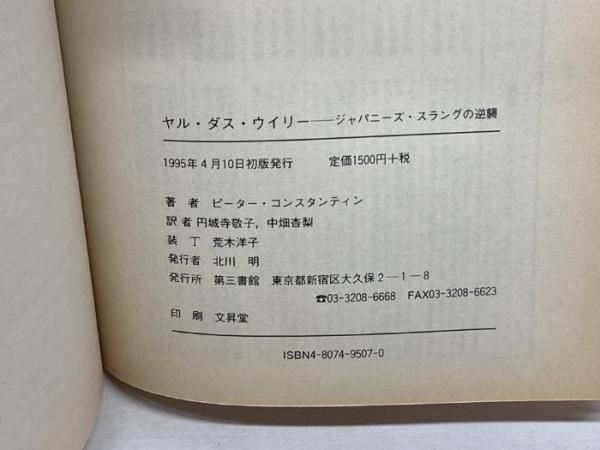 ヤル・ダス・ウイリー――ジャパニーズ・スラングの逆襲
1995年4月10日初版発行 定価1500円+税
著者 ピーター・コンスタンティン
訳者 円城寺敬子，中畑杏梨
装丁 荒木洋子
発行者 北川 明
発行所 第三書館 東京都新宿区大久保2－1－8
☎03-3208-6668 FAX03-3208-6623
印刷 文昇堂
ISBN4-8074-9507-0